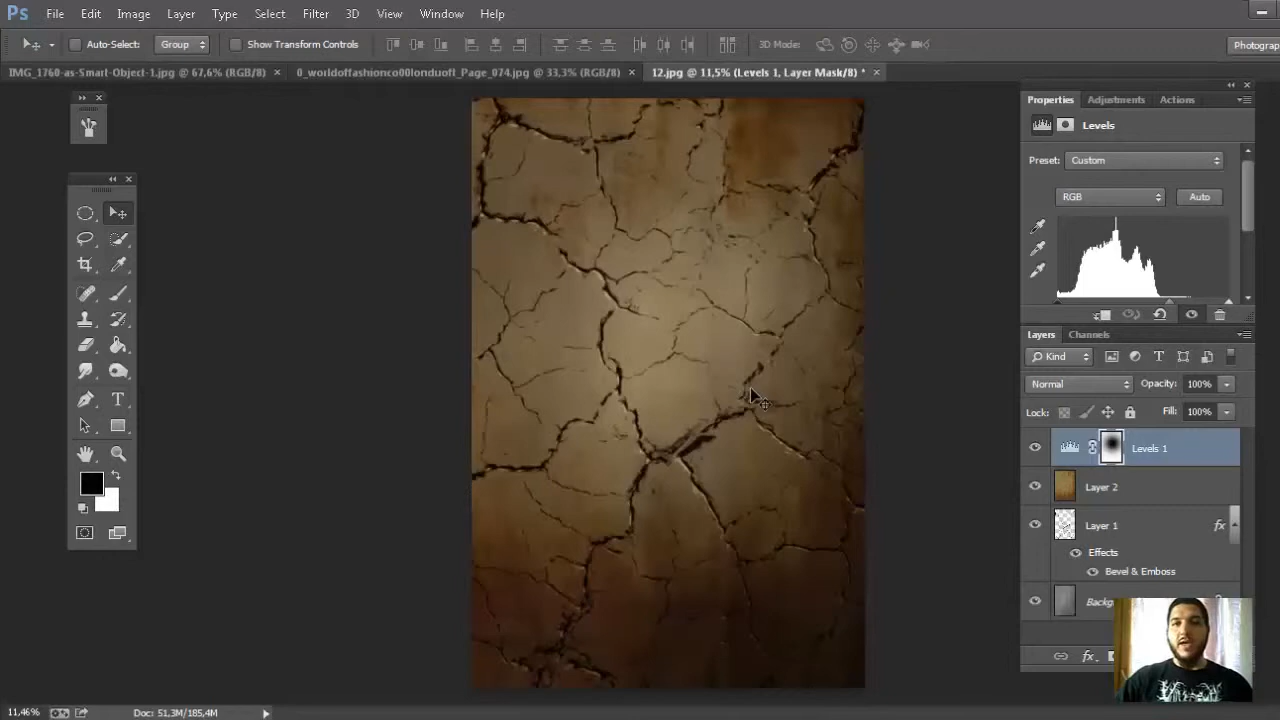 Ps File Edit Image Layer Type Select Filter 3D View Window Help
Auto-Select: Group Show Transform Controls 3D Mode: Photograp
IMG_1760-as-Smart-Object-1.jpg @ 67,6% (RGB/8) × 0_worldoffashionco00londuoft_Page_074.jpg @ 33,3% (RGB/8) × 12.jpg @ 11,5% (Levels 1, Layer Mask/8) * ×
Properties Adjustments Actions
Levels
Preset: Custom
RGB Auto
Layers Channels
Kind T
Normal Opacity: 100%
Lock: Fill: 100%
Levels 1
Layer 2
Layer 1 fx
Effects
Bevel & Emboss
Backg
fx
T
11,46% Doc: 51,3M/185,4M